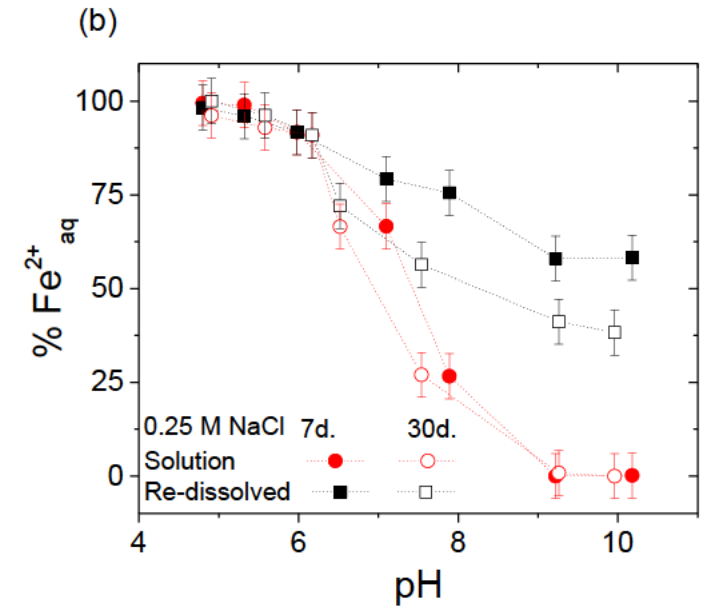 (b)
% Fe2+aq
100
75
50
25
0
0.25 M NaCl 7d. 30d.
Solution
Re-dissolved
4 6 8 10
pH